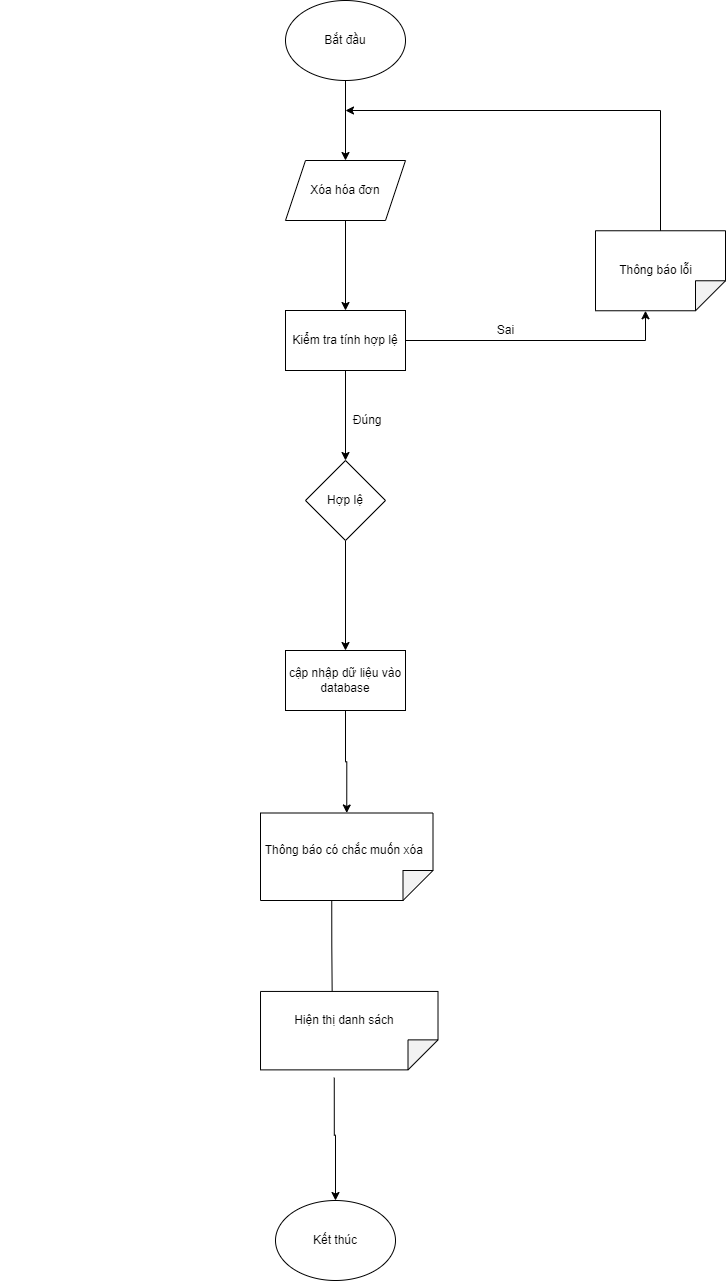 Bắt đầu
Xóa hóa đơn
Thông báo lỗi
Kiểm tra tính hợp lệ
Sai
Đúng
Hợp lệ
cập nhập dữ liệu vào
database
Thông báo có chắc muốn xóa
Hiện thị danh sách
Kết thúc